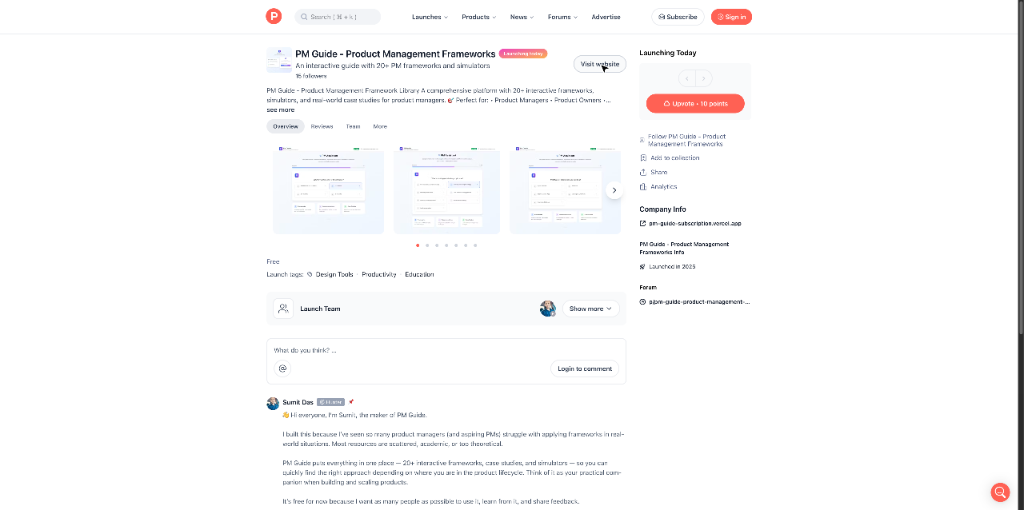 P
Search ( ⌘ + k )
Launches
Products
News
Forums
Advertise
Subscribe
Sign in
PM Guide - Product Management Frameworks
Launching today
An interactive guide with 20+ PM frameworks and simulators
16 followers
Visit website
PM Guide - Product Management Framework Library A comprehensive platform with 20+ interactive frameworks,
simulators, and real-world case studies for product managers. 🎯 Perfect for: • Product Managers • Product Owners •...
see more
Overview
Reviews
Team
More
Free
Launch tags:
Design Tools
•
Productivity
•
Education
Launch Team
Show more
What do you think? ...
@
Login to comment
Sumit Das
👋 Hi everyone, I'm Sumit, the maker of PM Guide.
I built this because I've seen so many product managers (and aspiring PMs) struggle with applying frameworks in real-
world situations. Most resources are scattered, academic, or too theoretical.
PM Guide puts everything in one place — 20+ interactive frameworks, case studies, and simulators — so you can
quickly find the right approach depending on where you are in the product lifecycle. Think of it as your practical com-
panion when building and scaling products.
It's free for now because I want as many people as possible to use it, learn from it, and share feedback.
Launching Today
Upvote • 10 points
Follow PM Guide - Product
Management Frameworks
Add to collection
Share
Analytics
Company Info
pm-guide-subscription.vercel.app
PM Guide - Product Management
Frameworks Info
Launched in 2025
Forum
p/pm-guide-product-management-...